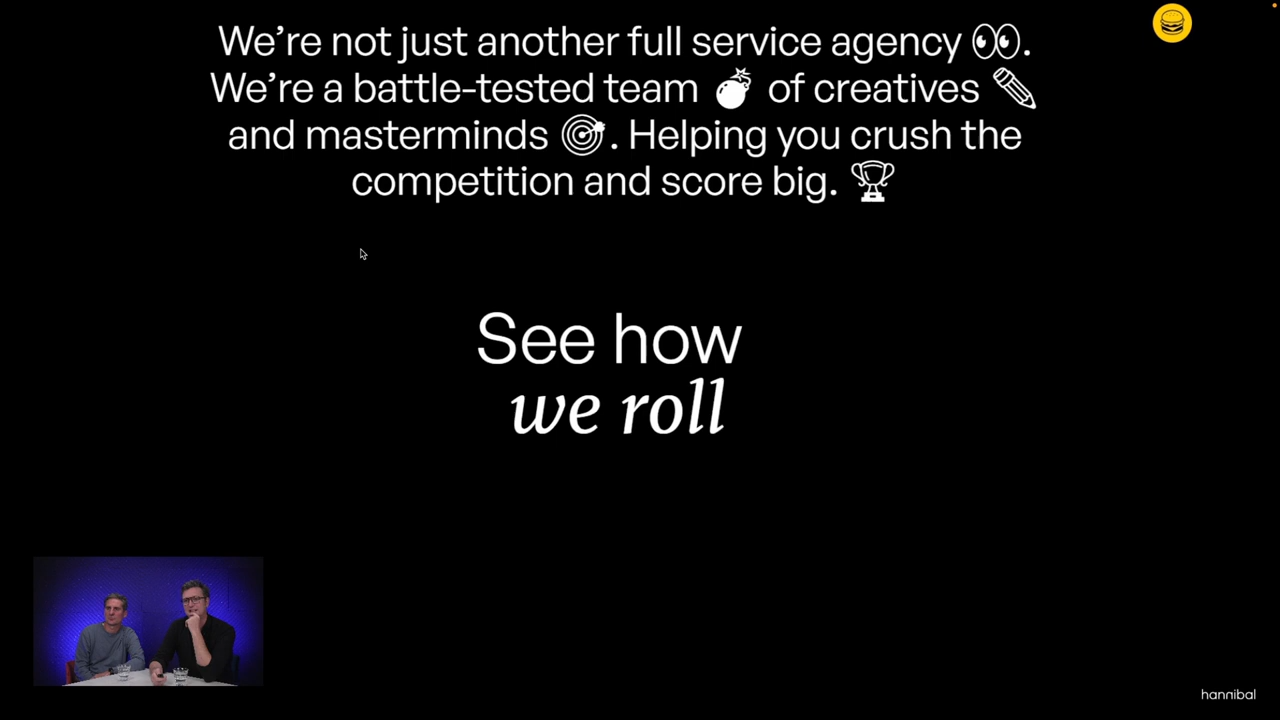 We’re not just another full service agency 👀.
We’re a battle-tested team 💣 of creatives ✏️
and masterminds 🎯. Helping you crush the
competition and score big. 🏆
See how
we roll
hannibal